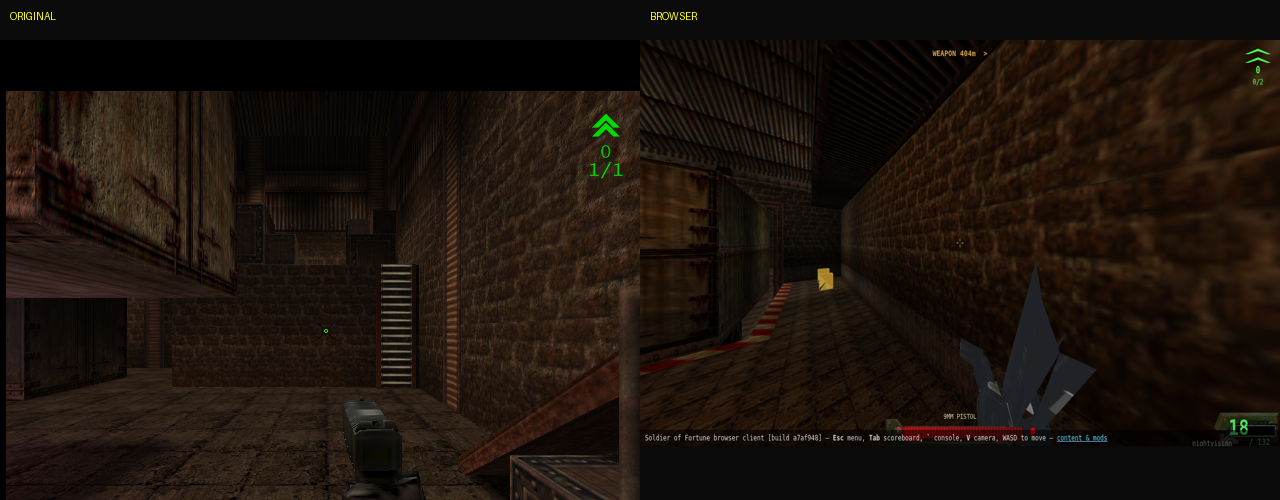 ORIGINAL
BROWSER
WEAPON 404m >
0
1/1
0
0/2
9MM PISTOL
18
Soldier of Fortune browser client [build a7af948] — Esc menu, Tab scoreboard, ` console, V camera, WASD to move — content & mods
nightvision / 132